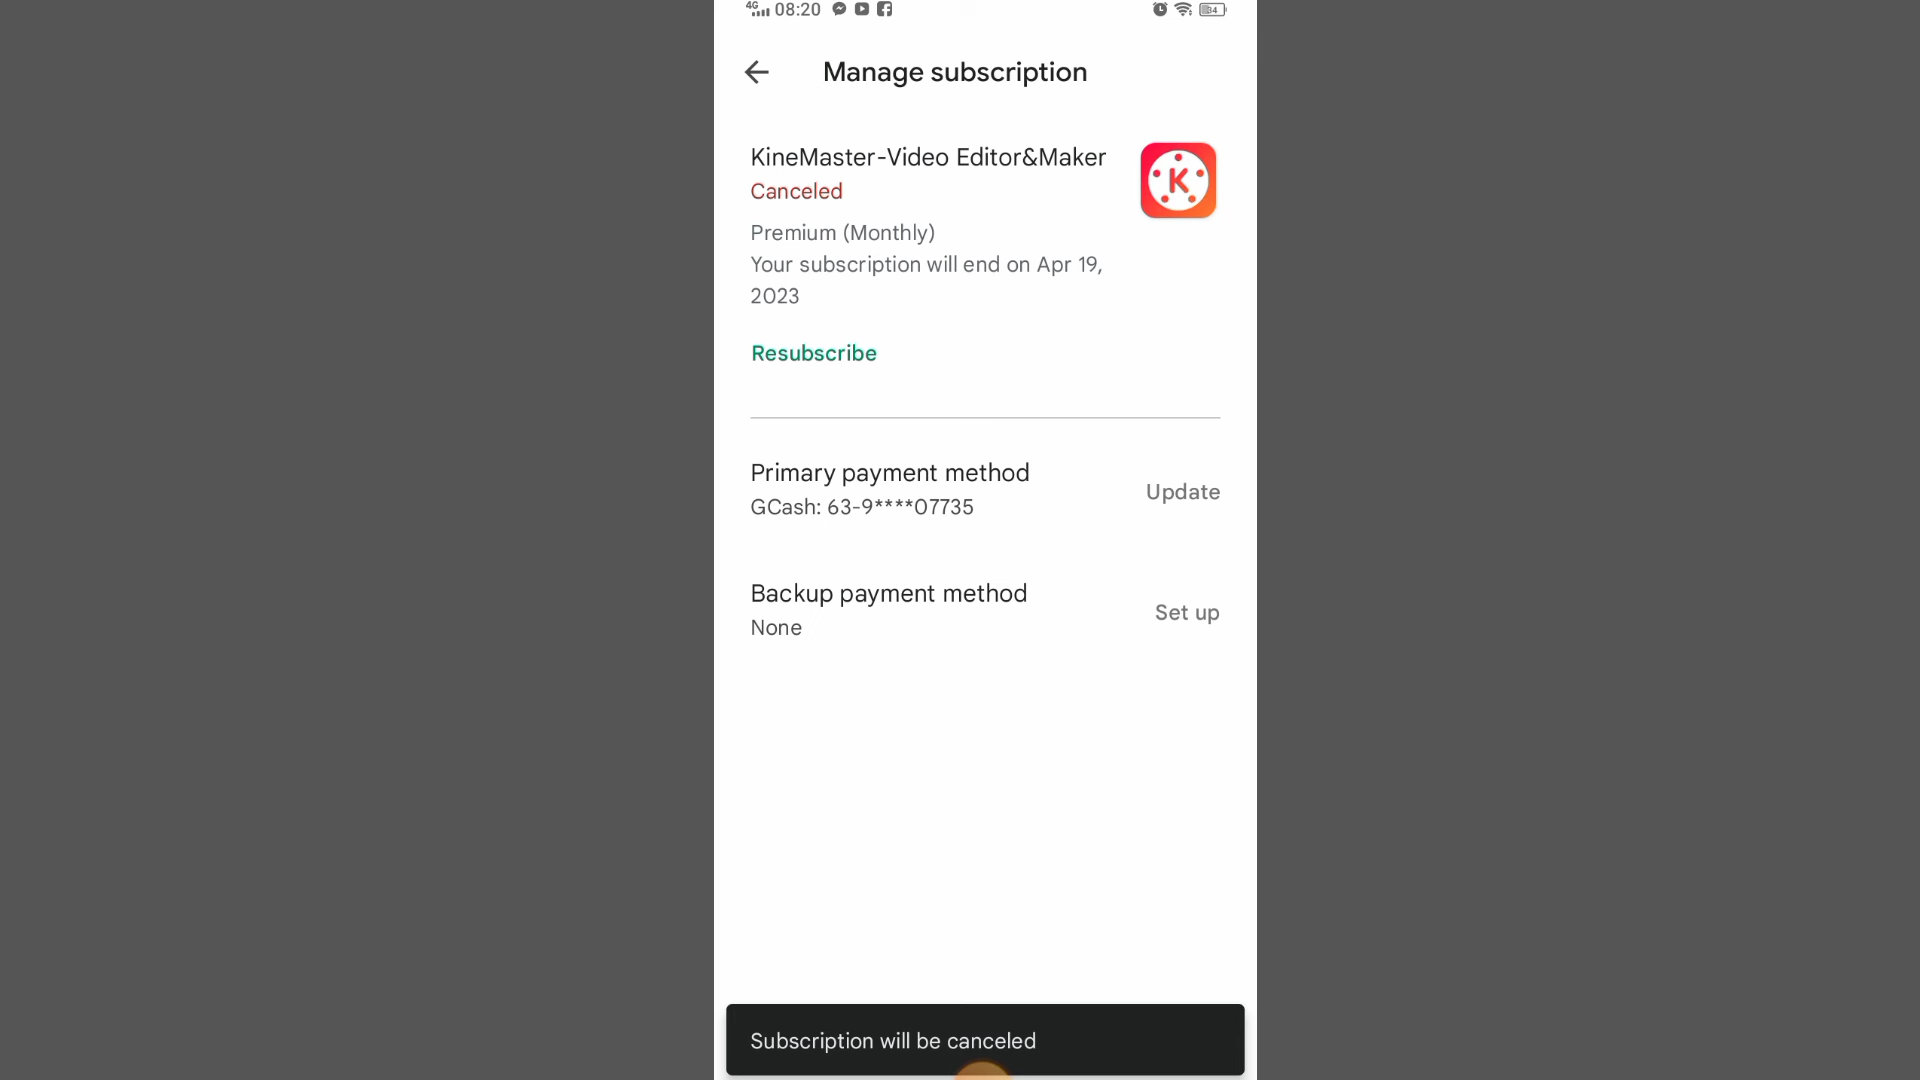 4G 08:20 34
Manage subscription
KineMaster-Video Editor&Maker
Canceled
K
Premium (Monthly)
Your subscription will end on Apr 19,
2023
Resubscribe
Primary payment method
Update
GCash: 63-9****07735
Backup payment method
Set up
None
Subscription will be canceled